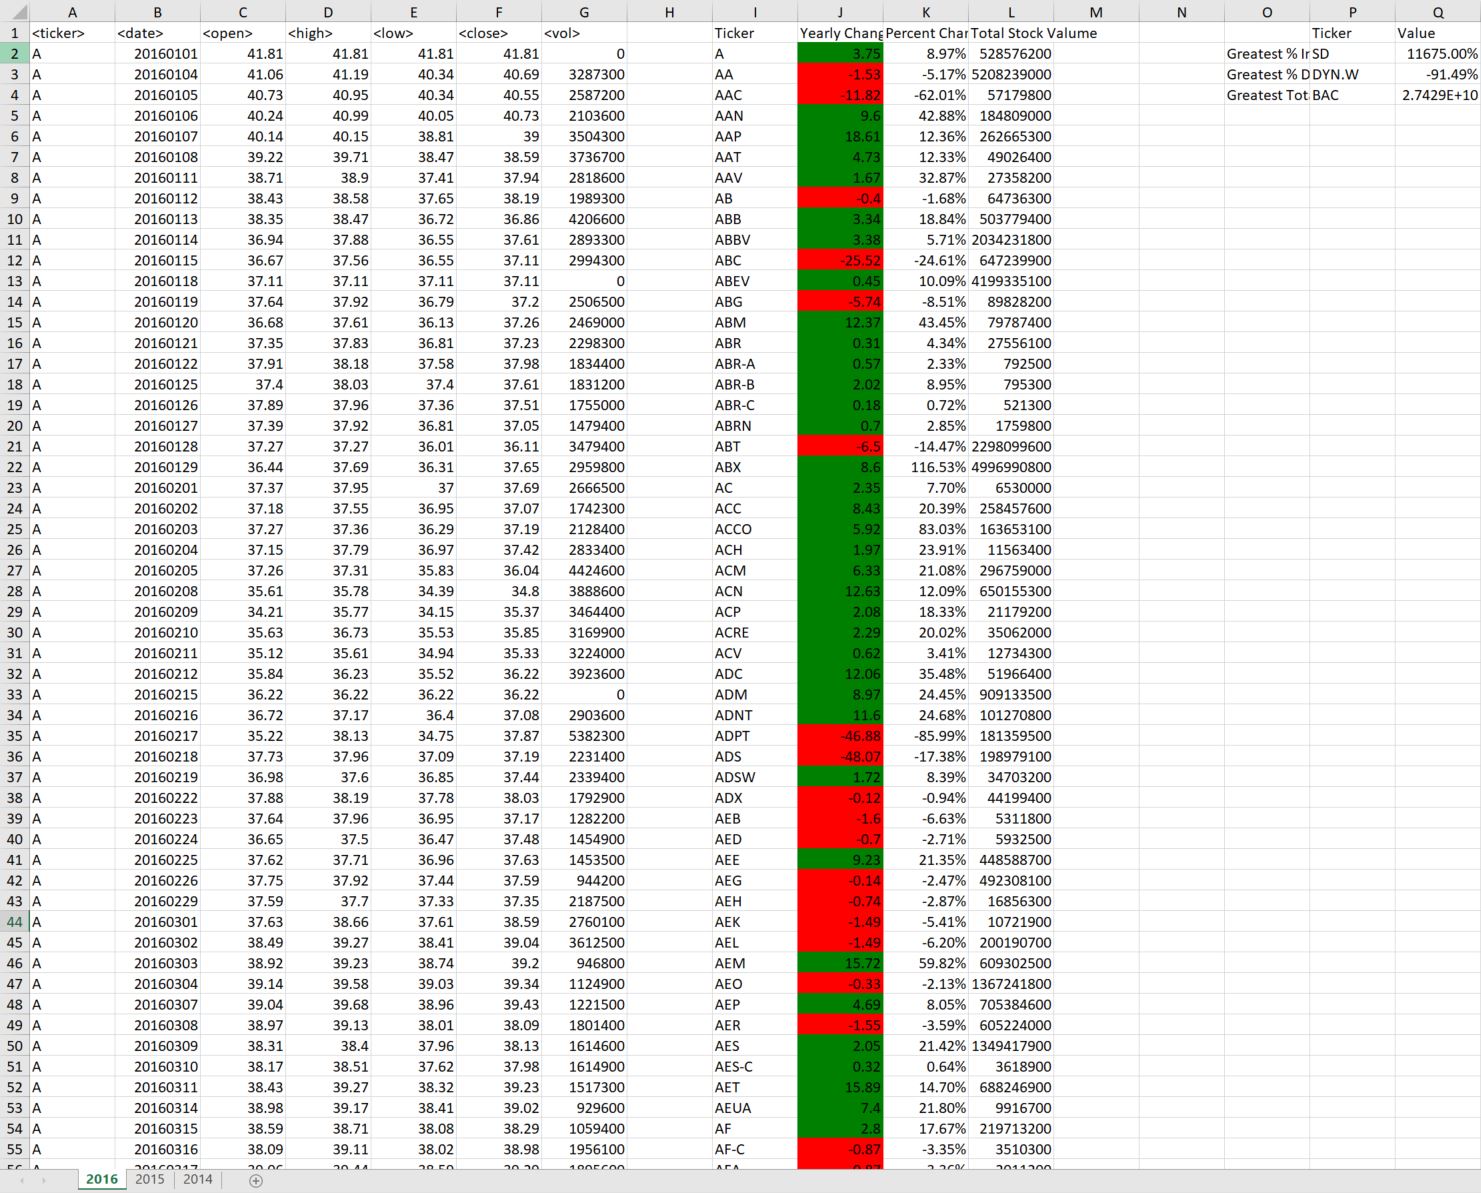 A B C D E F G H I J K L M N O P Q
1 <ticker> <date> <open> <high> <low> <close> <vol> Ticker Yearly Chang Percent Char Total Stock Valume Ticker Value
2 A 20160101 41.81 41.81 41.81 41.81 0 A 3.75 8.97% 528576200 Greatest % Ir SD 11675.00%
3 A 20160104 41.06 41.19 40.34 40.69 3287300 AA -1.53 -5.17% 5208239000 Greatest % D DYN.W -91.49%
4 A 20160105 40.73 40.95 40.34 40.55 2587200 AAC -11.82 -62.01% 57179800 Greatest Tot BAC 2.7429E+10
5 A 20160106 40.24 40.99 40.05 40.73 2103600 AAN 9.6 42.88% 184809000
6 A 20160107 40.14 40.15 38.81 39 3504300 AAP 18.61 12.36% 262665300
7 A 20160108 39.22 39.71 38.47 38.59 3736700 AAT 4.73 12.33% 49026400
8 A 20160111 38.71 38.9 37.41 37.94 2818600 AAV 1.67 32.87% 27358200
9 A 20160112 38.43 38.58 37.65 38.19 1989300 AB -0.4 -1.68% 64736300
10 A 20160113 38.35 38.47 36.72 36.86 4206600 ABB 3.34 18.84% 503779400
11 A 20160114 36.94 37.88 36.55 37.61 2893300 ABBV 3.38 5.71% 2034231800
12 A 20160115 36.67 37.56 36.55 37.11 2994300 ABC -25.52 -24.61% 647239900
13 A 20160118 37.11 37.11 37.11 37.11 0 ABEV 0.45 10.09% 4199335100
14 A 20160119 37.64 37.92 36.79 37.2 2506500 ABG -5.74 -8.51% 89828200
15 A 20160120 36.68 37.61 36.13 37.26 2469000 ABM 12.37 43.45% 79787400
16 A 20160121 37.35 37.83 36.81 37.23 2298300 ABR 0.31 4.34% 27556100
17 A 20160122 37.91 38.18 37.58 37.98 1834400 ABR-A 0.57 2.33% 792500
18 A 20160125 37.4 38.03 37.4 37.61 1831200 ABR-B 2.02 8.95% 795300
19 A 20160126 37.89 37.96 37.36 37.51 1755000 ABR-C 0.18 0.72% 521300
20 A 20160127 37.39 37.92 36.81 37.05 1479400 ABRN 0.7 2.85% 1759800
21 A 20160128 37.27 37.27 36.01 36.11 3479400 ABT -6.5 -14.47% 2298099600
22 A 20160129 36.44 37.69 36.31 37.65 2959800 ABX 8.6 116.53% 4996990800
23 A 20160201 37.37 37.95 37 37.69 2666500 AC 2.35 7.70% 6530000
24 A 20160202 37.18 37.55 36.95 37.07 1742300 ACC 8.43 20.39% 258457600
25 A 20160203 37.27 37.36 36.29 37.19 2128400 ACCO 5.92 83.03% 163653100
26 A 20160204 37.15 37.79 36.97 37.42 2833400 ACH 1.97 23.91% 11563400
27 A 20160205 37.26 37.31 35.83 36.04 4424600 ACM 6.33 21.08% 296759000
28 A 20160208 35.61 35.78 34.39 34.8 3888600 ACN 12.63 12.09% 650155300
29 A 20160209 34.21 35.77 34.15 35.37 3464400 ACP 2.08 18.33% 21179200
30 A 20160210 35.63 36.73 35.53 35.85 3169900 ACRE 2.29 20.02% 35062000
31 A 20160211 35.12 35.61 34.94 35.33 3224000 ACV 0.62 3.41% 12734300
32 A 20160212 35.84 36.23 35.52 36.22 3923600 ADC 12.06 35.48% 51966400
33 A 20160215 36.22 36.22 36.22 36.22 0 ADM 8.97 24.45% 909133500
34 A 20160216 36.72 37.17 36.4 37.08 2903600 ADNT 11.6 24.68% 101270800
35 A 20160217 35.22 38.13 34.75 37.87 5382300 ADPT -46.88 -85.99% 181359500
36 A 20160218 37.73 37.96 37.09 37.19 2231400 ADS -48.07 -17.38% 198979100
37 A 20160219 36.98 37.6 36.85 37.44 2339400 ADSW 1.72 8.39% 34703200
38 A 20160222 37.88 38.19 37.78 38.03 1792900 ADX -0.12 -0.94% 44199400
39 A 20160223 37.64 37.96 36.95 37.17 1282200 AEB -1.6 -6.63% 5311800
40 A 20160224 36.65 37.5 36.47 37.48 1454900 AED -0.7 -2.71% 5932500
41 A 20160225 37.62 37.71 36.96 37.63 1453500 AEE 9.23 21.35% 448588700
42 A 20160226 37.75 37.92 37.44 37.59 944200 AEG -0.14 -2.47% 492308100
43 A 20160229 37.59 37.7 37.33 37.35 2187500 AEH -0.74 -2.87% 16856300
44 A 20160301 37.63 38.66 37.61 38.59 2760100 AEK -1.49 -5.41% 10721900
45 A 20160302 38.49 39.27 38.41 39.04 3612500 AEL -1.49 -6.20% 200190700
46 A 20160303 38.92 39.23 38.74 39.2 946800 AEM 15.72 59.82% 609302500
47 A 20160304 39.14 39.58 39.03 39.34 1124900 AEO -0.33 -2.13% 1367241800
48 A 20160307 39.04 39.68 38.96 39.43 1221500 AEP 4.69 8.05% 705384600
49 A 20160308 38.97 39.13 38.01 38.09 1801400 AER -1.55 -3.59% 605224000
50 A 20160309 38.31 38.4 37.96 38.13 1614600 AES 2.05 21.42% 1349417900
51 A 20160310 38.17 38.51 37.62 37.98 1614900 AES-C 0.32 0.64% 3618900
52 A 20160311 38.43 39.27 38.32 39.23 1517300 AET 15.89 14.70% 688246900
53 A 20160314 38.98 39.17 38.41 39.02 929600 AEUA 7.4 21.80% 9916700
54 A 20160315 38.59 38.71 38.08 38.29 1059400 AF 2.8 17.67% 219713200
55 A 20160316 38.09 39.11 38.02 38.98 1956100 AF-C -0.87 -3.35% 3510300
2016 2015 2014